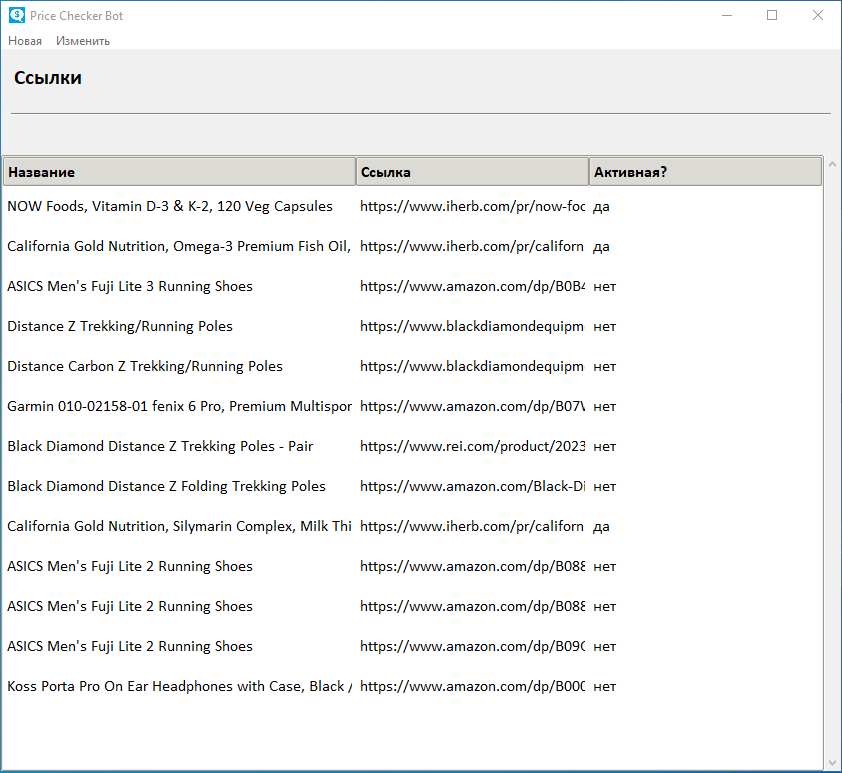 Price Checker Bot
Новая Изменить
Ссылки
Название Ссылка Активная?
NOW Foods, Vitamin D-3 & K-2, 120 Veg Capsules https://www.iherb.com/pr/now-foo да
California Gold Nutrition, Omega-3 Premium Fish Oil, https://www.iherb.com/pr/californ да
ASICS Men's Fuji Lite 3 Running Shoes https://www.amazon.com/dp/B0B4 нет
Distance Z Trekking/Running Poles https://www.blackdiamondequipm нет
Distance Carbon Z Trekking/Running Poles https://www.blackdiamondequipm нет
Garmin 010-02158-01 fenix 6 Pro, Premium Multispor https://www.amazon.com/dp/B07V нет
Black Diamond Distance Z Trekking Poles - Pair https://www.rei.com/product/2023 нет
Black Diamond Distance Z Folding Trekking Poles https://www.amazon.com/Black-Di нет
California Gold Nutrition, Silymarin Complex, Milk Thi https://www.iherb.com/pr/californ да
ASICS Men's Fuji Lite 2 Running Shoes https://www.amazon.com/dp/B088 нет
ASICS Men's Fuji Lite 2 Running Shoes https://www.amazon.com/dp/B088 нет
ASICS Men's Fuji Lite 2 Running Shoes https://www.amazon.com/dp/B09C нет
Koss Porta Pro On Ear Headphones with Case, Black / https://www.amazon.com/dp/B000 нет